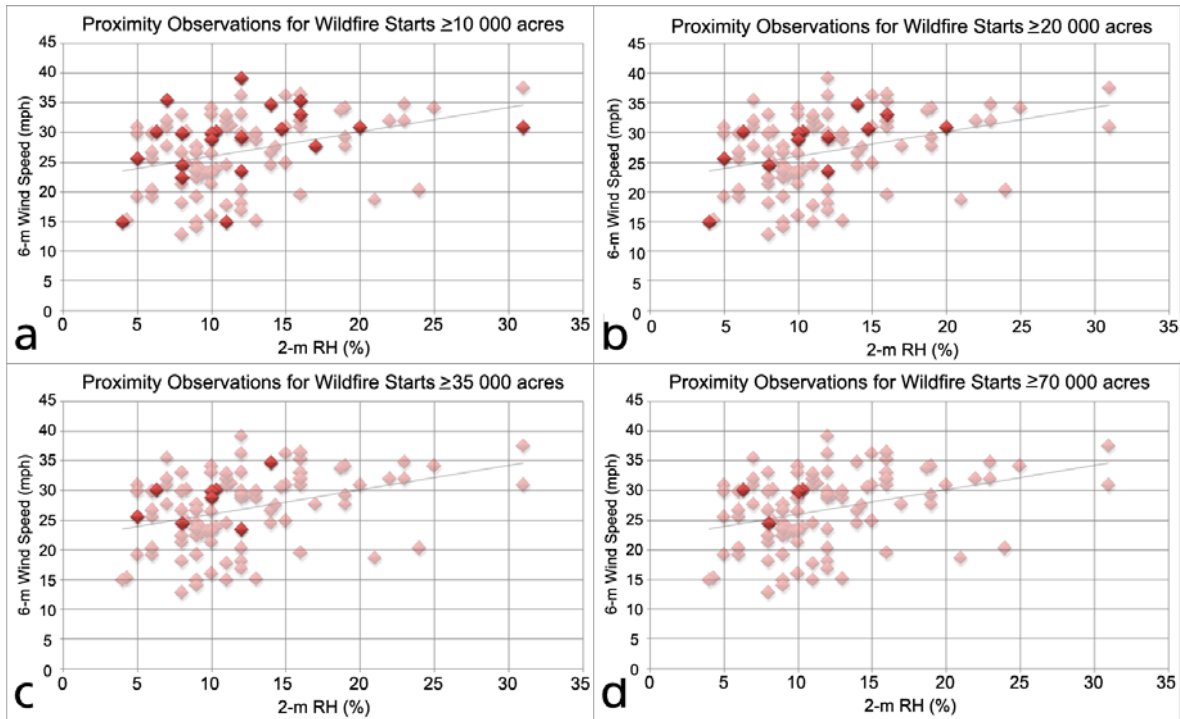 Proximity Observations for Wildfire Starts ≥10 000 acres
45
40
35
30
25
20
15
10
5
0
6-m Wind Speed (mph)
0 5 10 15 20 25 30 35
2-m RH (%)
a
Proximity Observations for Wildfire Starts ≥20 000 acres
45
40
35
30
25
20
15
10
5
0
6-m Wind Speed (mph)
0 5 10 15 20 25 30 35
2-m RH (%)
b
Proximity Observations for Wildfire Starts ≥35 000 acres
45
40
35
30
25
20
15
10
5
0
6-m Wind Speed (mph)
0 5 10 15 20 25 30 35
2-m RH (%)
c
Proximity Observations for Wildfire Starts ≥70 000 acres
45
40
35
30
25
20
15
10
5
0
6-m Wind Speed (mph)
0 5 10 15 20 25 30 35
2-m RH (%)
d